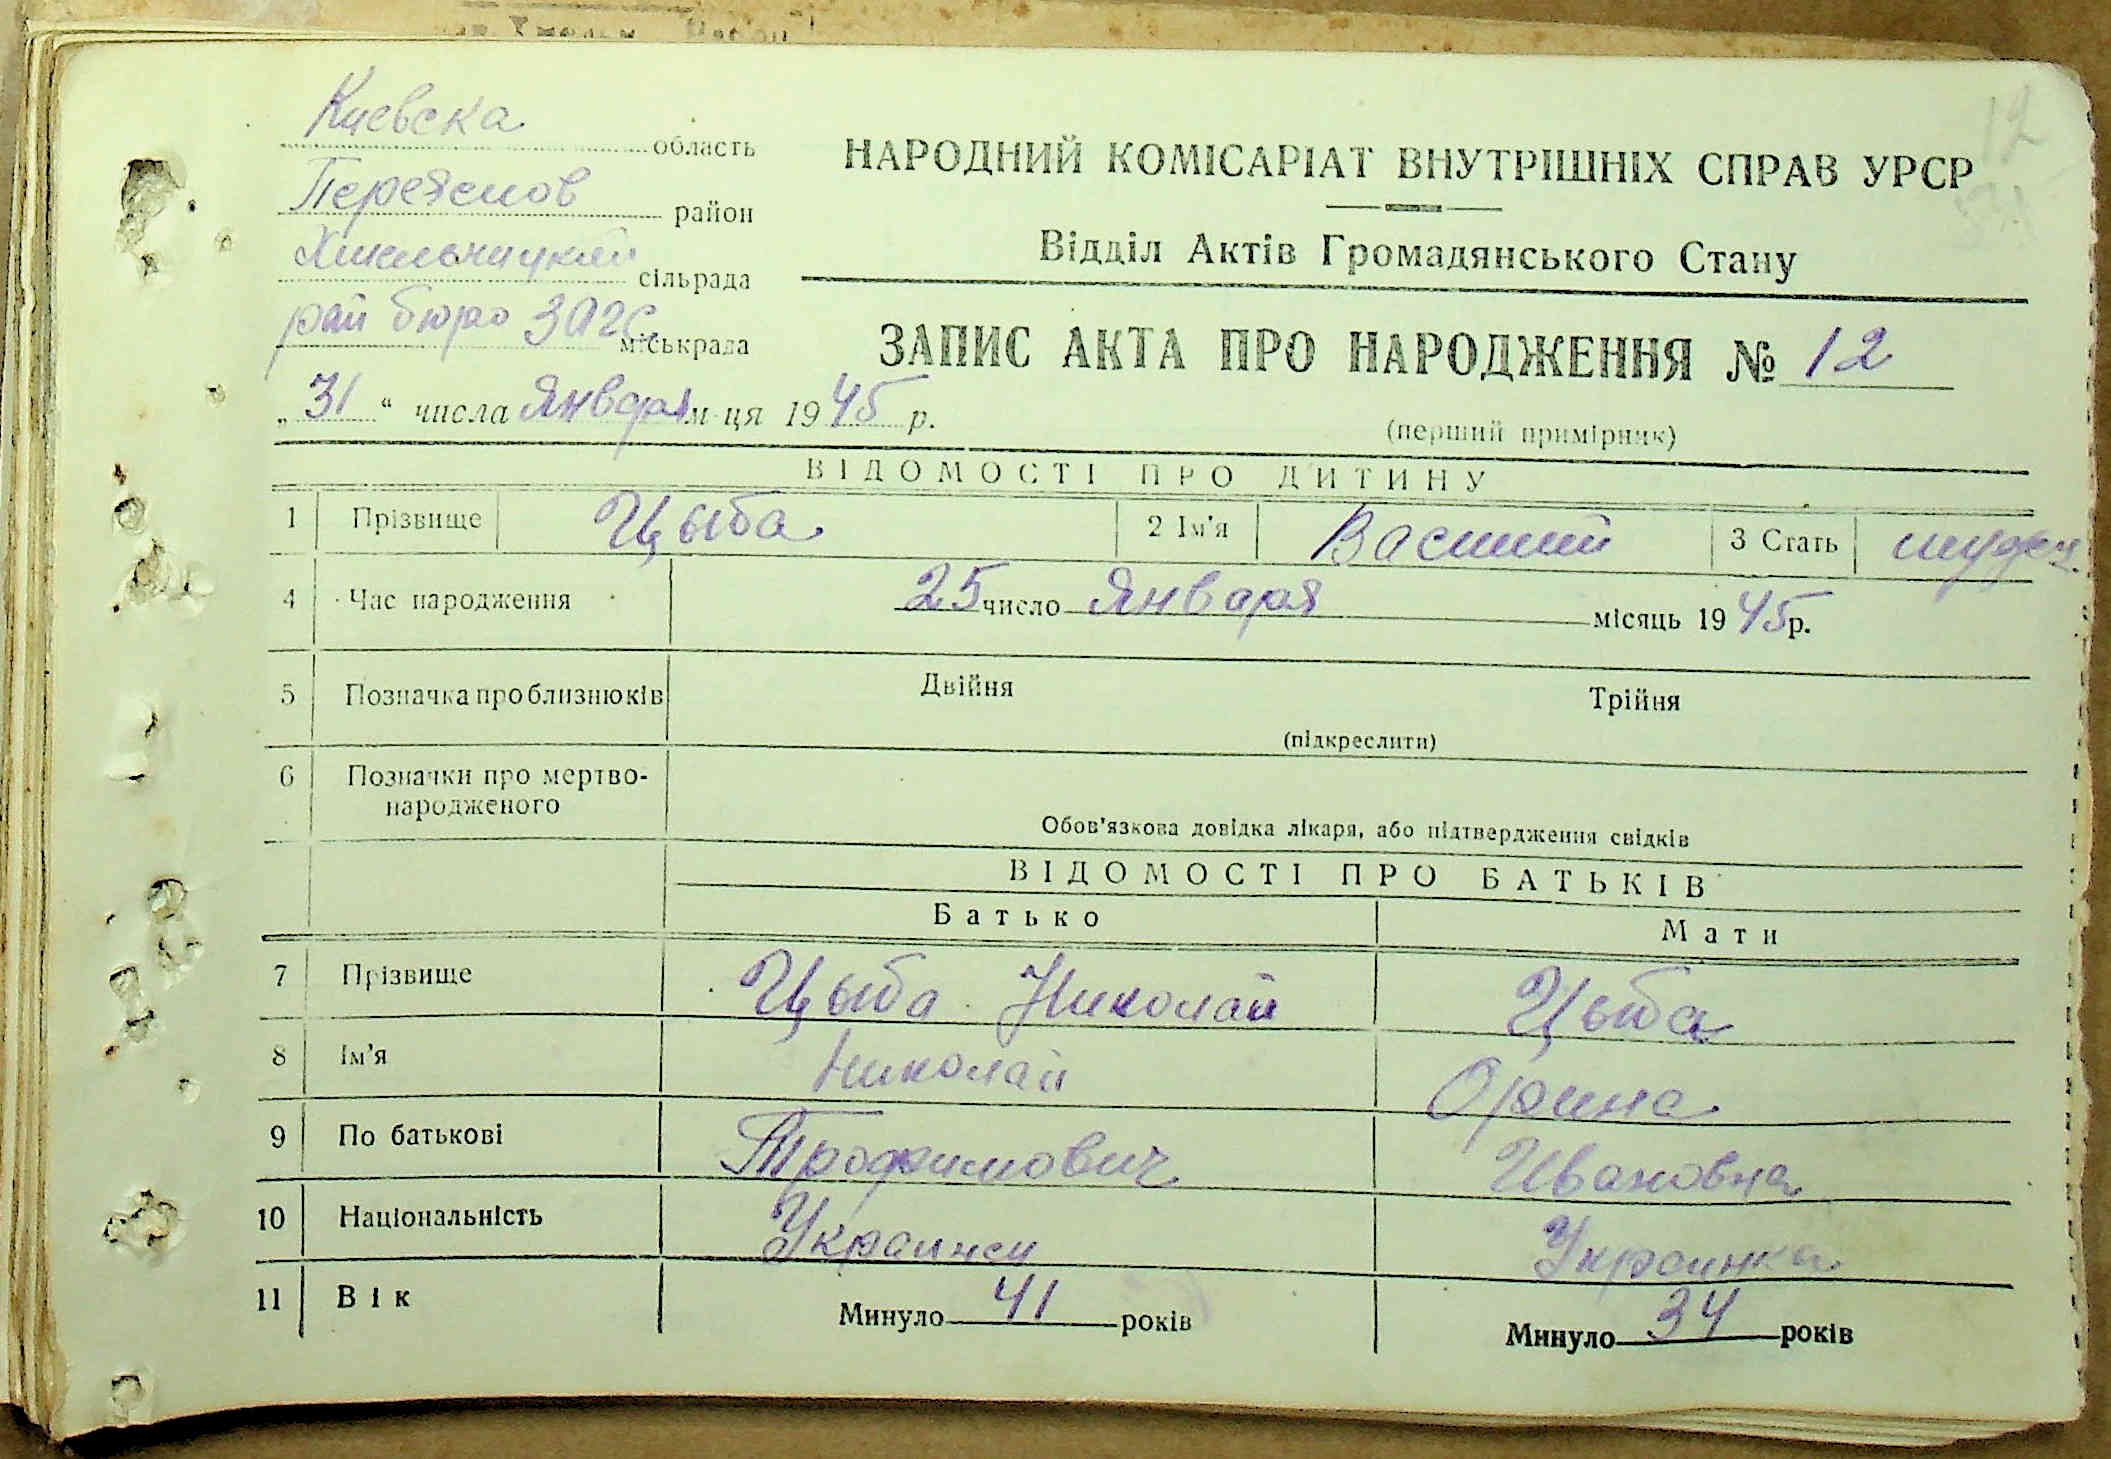 Киевска область
Переяслов район
Хмельницкий сільрада
рай бюро ЗАГС міськрада
„31“ числа Января м-ця 1945 р.
12
НАРОДНИЙ КОМІСАРІАТ ВНУТРІШНІХ СПРАВ УРСР
Відділ Актів Громадянського Стану
ЗАПИС АКТА ПРО НАРОДЖЕННЯ № 12
(перший примірник)
ВІДОМОСТІ ПРО ДИТИНУ
1 Прізвище Цыба 2 Ім'я Василий 3 Стать мужск.
4 Час народження 25 число Января місяць 1945 р.
5 Позначка про близнюків Двійня Трійня
(підкреслити)
6 Позначки про мертво-
народженого
Обов'язкова довідка лікаря, або підтвердження свідків
ВІДОМОСТІ ПРО БАТЬКІВ
Батько Мати
7 Прізвище Цыба Николай Цыба
8 Ім'я Николай Орина
9 По батькові Трофимович Ивановна
10 Національність Украинец Украинка
11 Вік Минуло 41 років Минуло 34 років